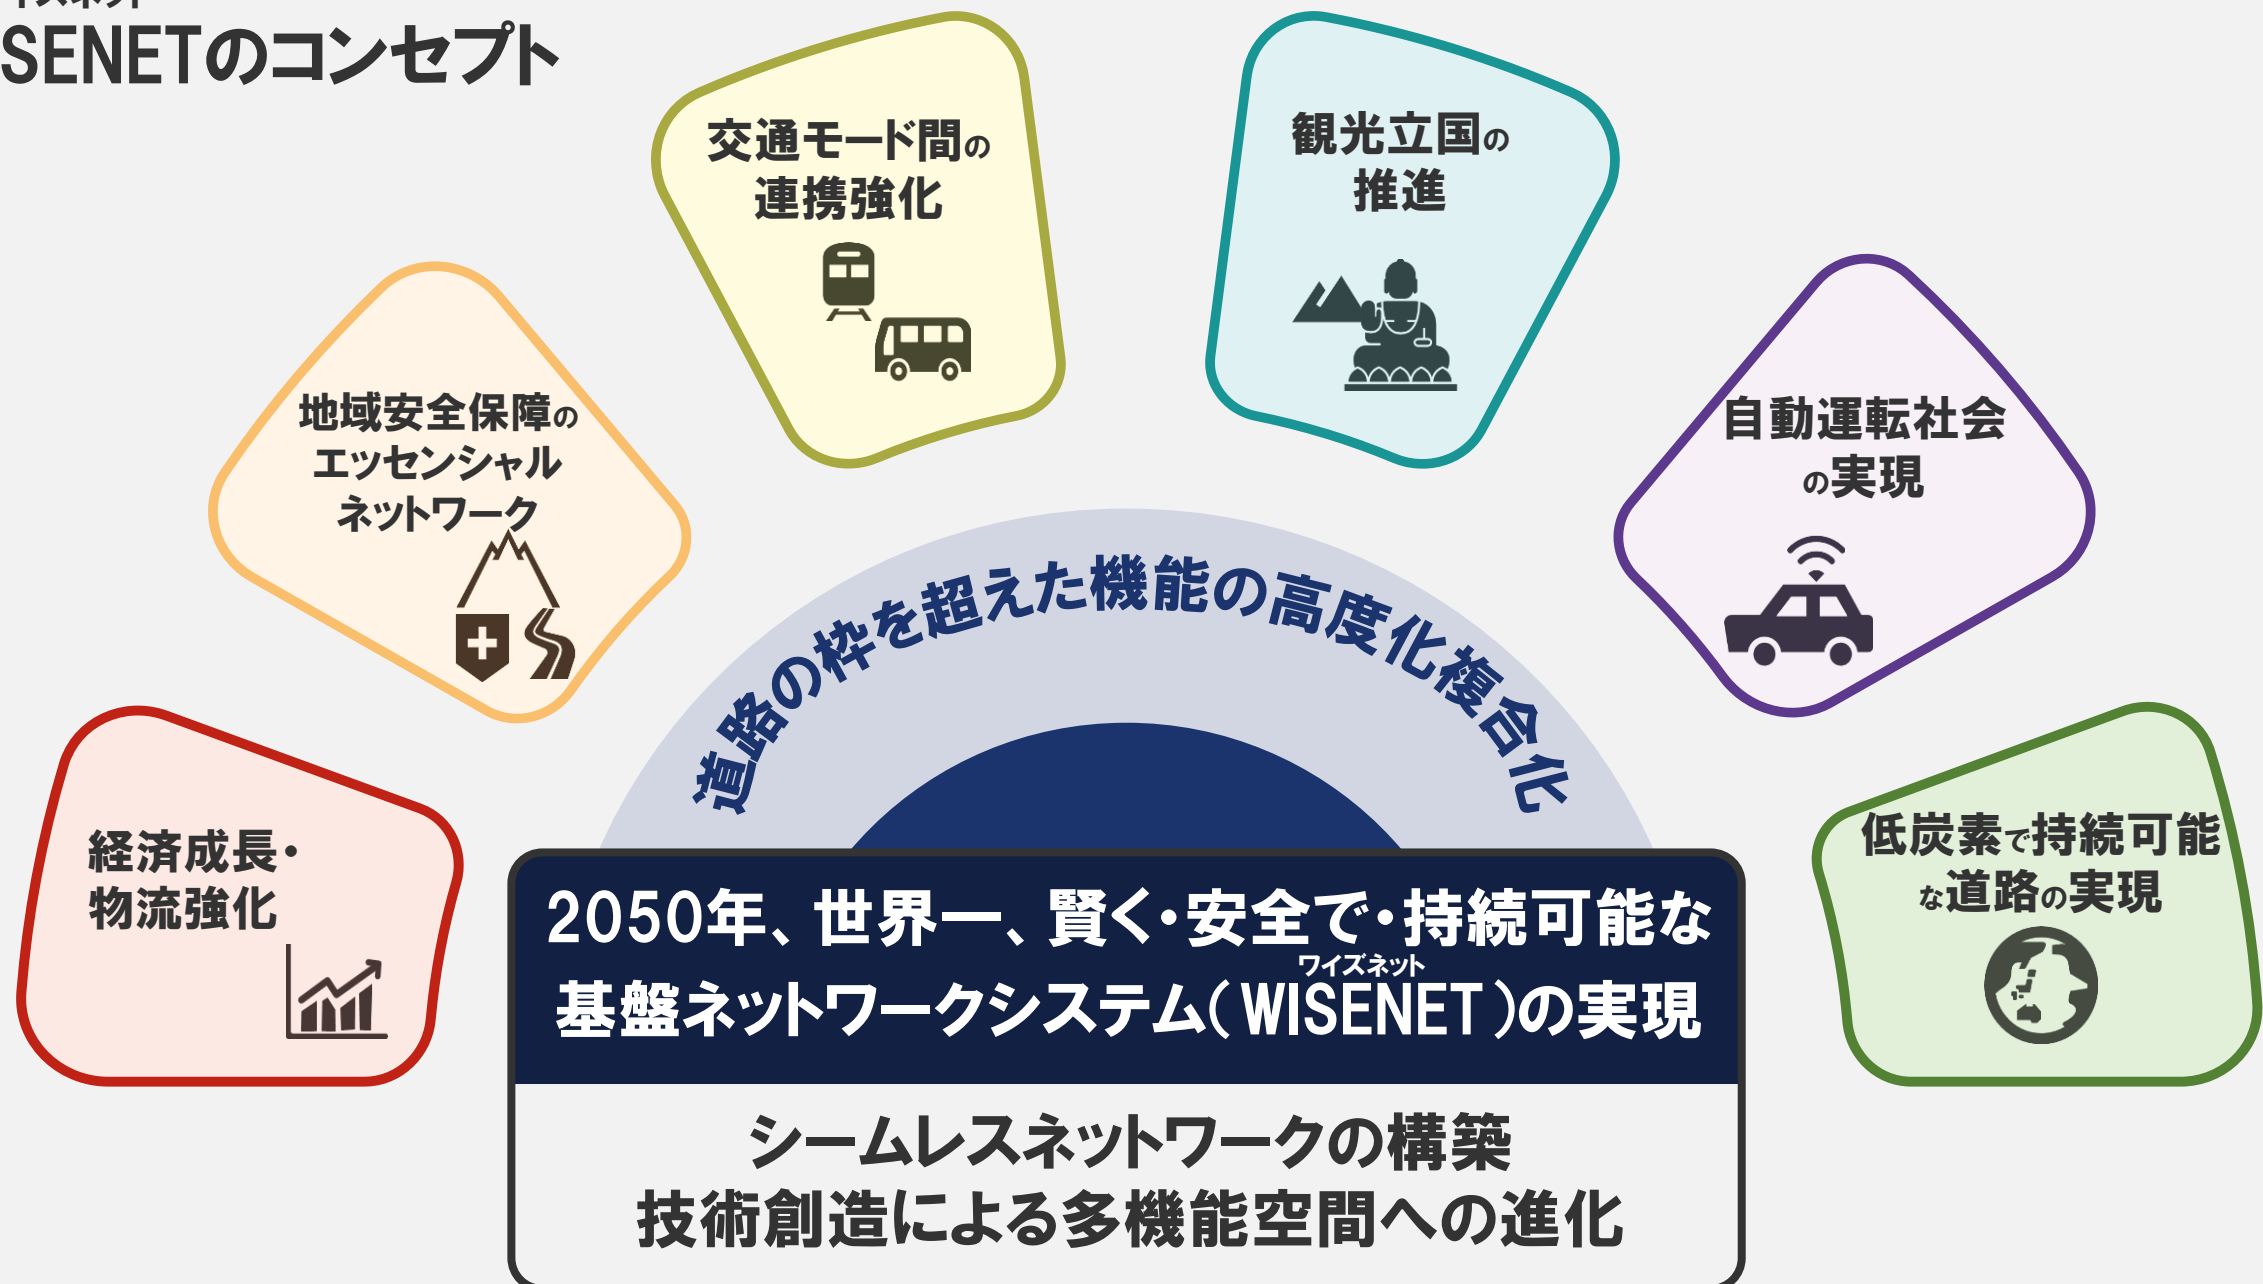 SENETのコンセプト
交通モード間の
連携強化
観光立国の
推進
地域安全保障の
エッセンシャル
ネットワーク
自動運転社会
の実現
経済成長・
物流強化
低炭素で持続可能
な道路の実現
道路の枠を超えた機能の高度化複合化
2050年、世界一、賢く・安全で・持続可能な
ワイズネット
基盤ネットワークシステム(WISENET)の実現
シームレスネットワークの構築
技術創造による多機能空間への進化